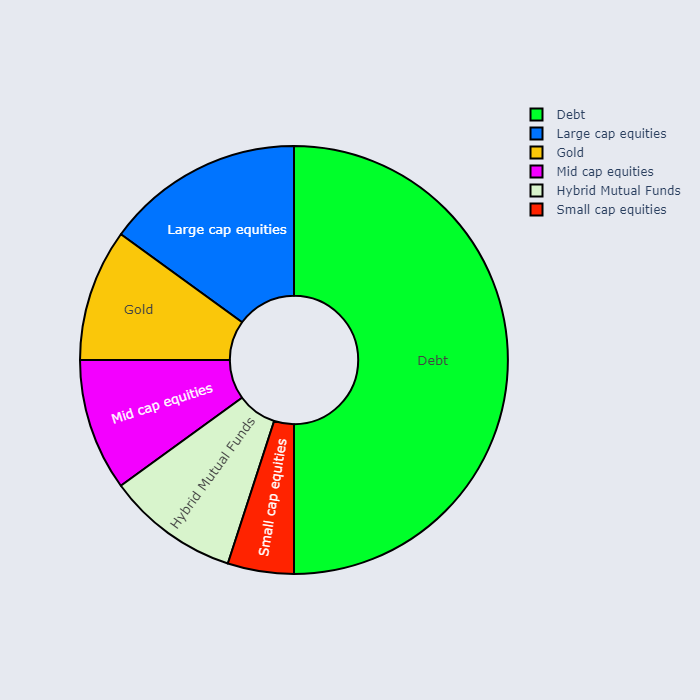 Debt
Large cap equities
Gold
Mid cap equities
Hybrid Mutual Funds
Small cap equities
Large cap equities
Gold
Debt
Mid cap equities
Hybrid Mutual Funds
Small cap equities